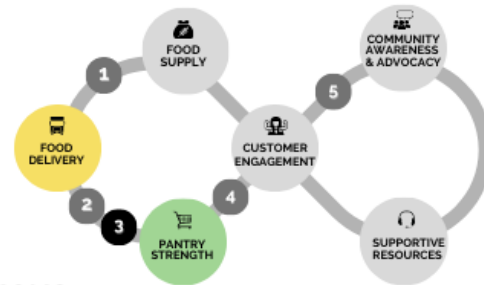 FOOD
SUPPLY
COMMUNITY
AWARENESS
& ADVOCACY
1
5
FOOD
DELIVERY
CUSTOMER
ENGAGEMENT
2
3
4
PANTRY
STRENGTH
SUPPORTIVE
RESOURCES